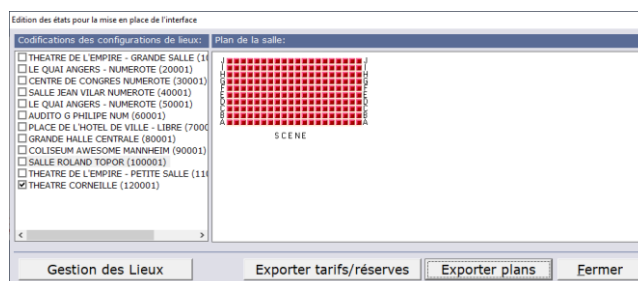 Edition des états pour la mise en place de l'interface
Codifications des configurations de lieux:
Plan de la salle:
THEATRE DE L'EMPIRE - GRANDE SALLE (10
LE QUAI ANGERS - NUMEROTE (20001)
CENTRE DE CONGRES NUMEROTE (30001)
SALLE JEAN VILAR NUMEROTE (40001)
LE QUAI ANGERS - NUMEROTE (50001)
AUDITO G PHILIPE NUM (60001)
PLACE DE L'HOTEL DE VILLE - LIBRE (7000
GRANDE HALLE CENTRALE (80001)
COLISEUM AWESOME MANNHEIM (90001)
SALLE ROLAND TOPOR (100001)
THEATRE DE L'EMPIRE - PETITE SALLE (110
THEATRE CORNEILLE (120001)
J J
I I
H H
G G
F F
E E
C C
B B
A A
SCENE
Gestion des Lieux
Exporter tarifs/réserves
Exporter plans
Fermer